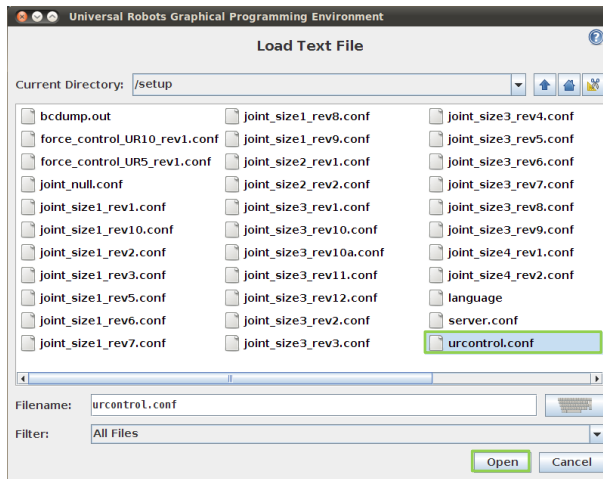 Universal Robots Graphical Programming Environment
Load Text File
?
Current Directory: /setup
bcdump.out
force_control_UR10_rev1.conf
force_control_UR5_rev1.conf
joint_null.conf
joint_size1_rev1.conf
joint_size1_rev10.conf
joint_size1_rev2.conf
joint_size1_rev3.conf
joint_size1_rev5.conf
joint_size1_rev6.conf
joint_size1_rev7.conf
joint_size1_rev8.conf
joint_size1_rev9.conf
joint_size2_rev1.conf
joint_size2_rev2.conf
joint_size3_rev1.conf
joint_size3_rev10.conf
joint_size3_rev10a.conf
joint_size3_rev11.conf
joint_size3_rev12.conf
joint_size3_rev2.conf
joint_size3_rev3.conf
joint_size3_rev4.conf
joint_size3_rev5.conf
joint_size3_rev6.conf
joint_size3_rev7.conf
joint_size3_rev8.conf
joint_size3_rev9.conf
joint_size4_rev1.conf
joint_size4_rev2.conf
language
server.conf
urcontrol.conf
Filename: urcontrol.conf
Filter: All Files
Open Cancel